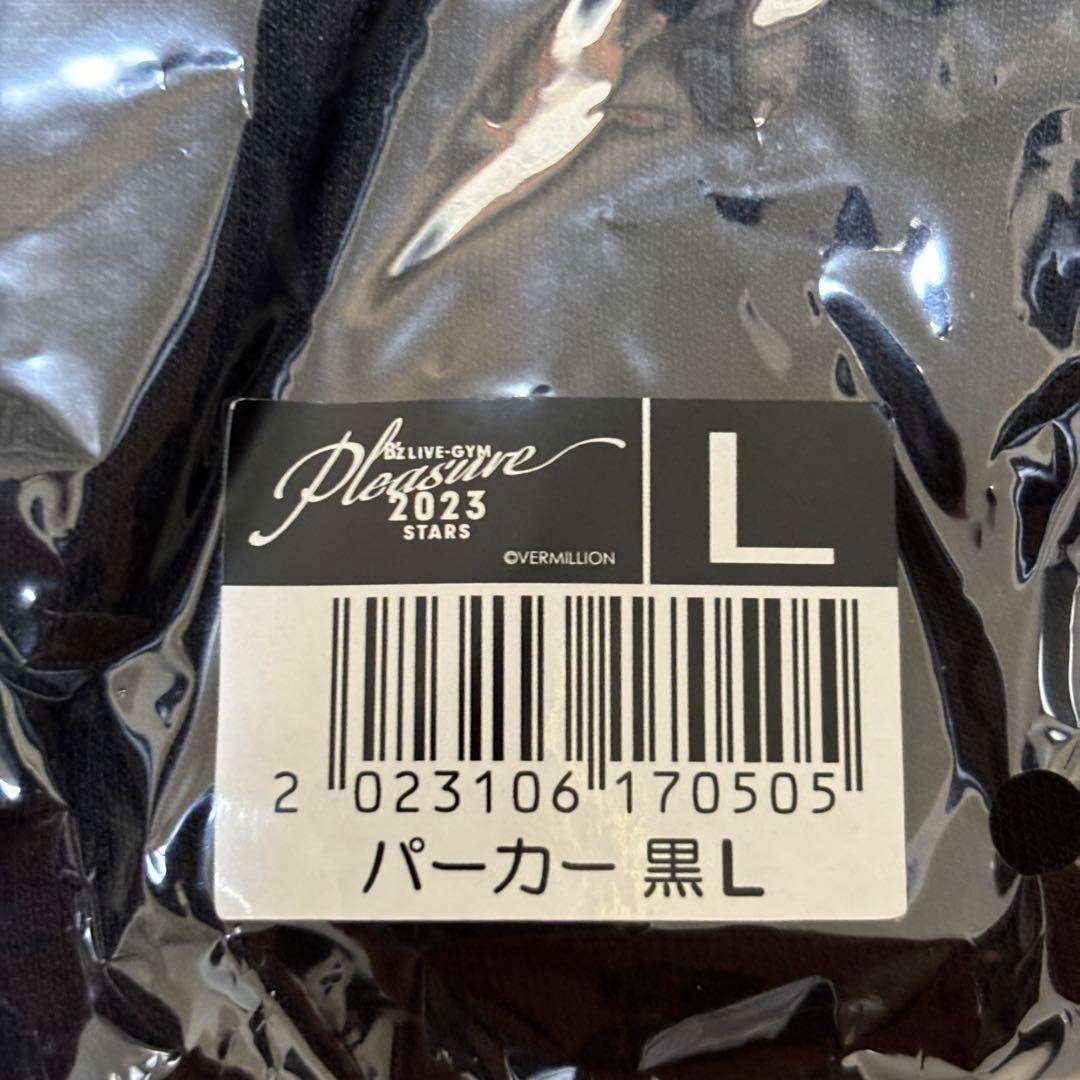 B'z LIVE-GYM
Pleasure
2023
STARS
©VERMILLION
L
2 023106 170505
パーカー 黒 L